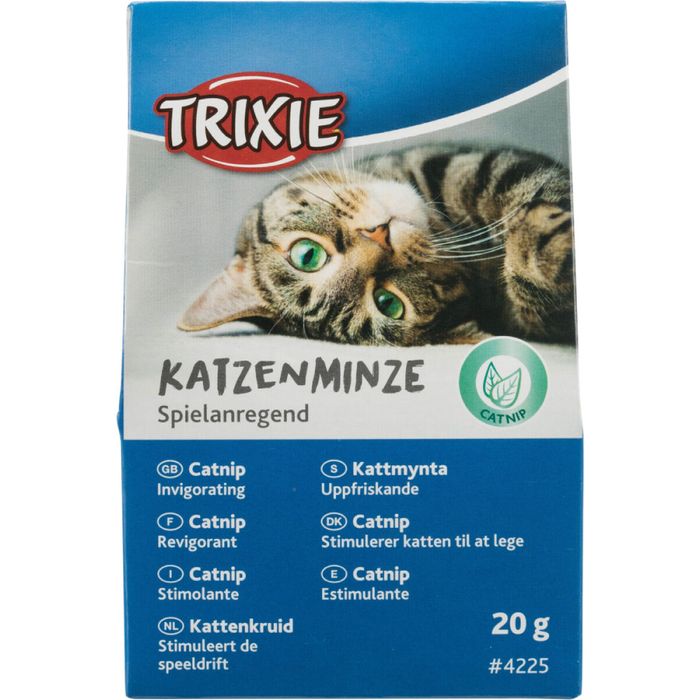 TRIXIE
KATZENMINZE
Spielanregend
CATNIP
GB Catnip
Invigorating
F Catnip
Revigorant
I Catnip
Stimolante
NL Kattenkruid
Stimuleert de
speeldrift
S Kattmynta
Uppfriskande
DK Catnip
Stimulerer katten til at lege
E Catnip
Estimulante
20 g
#4225